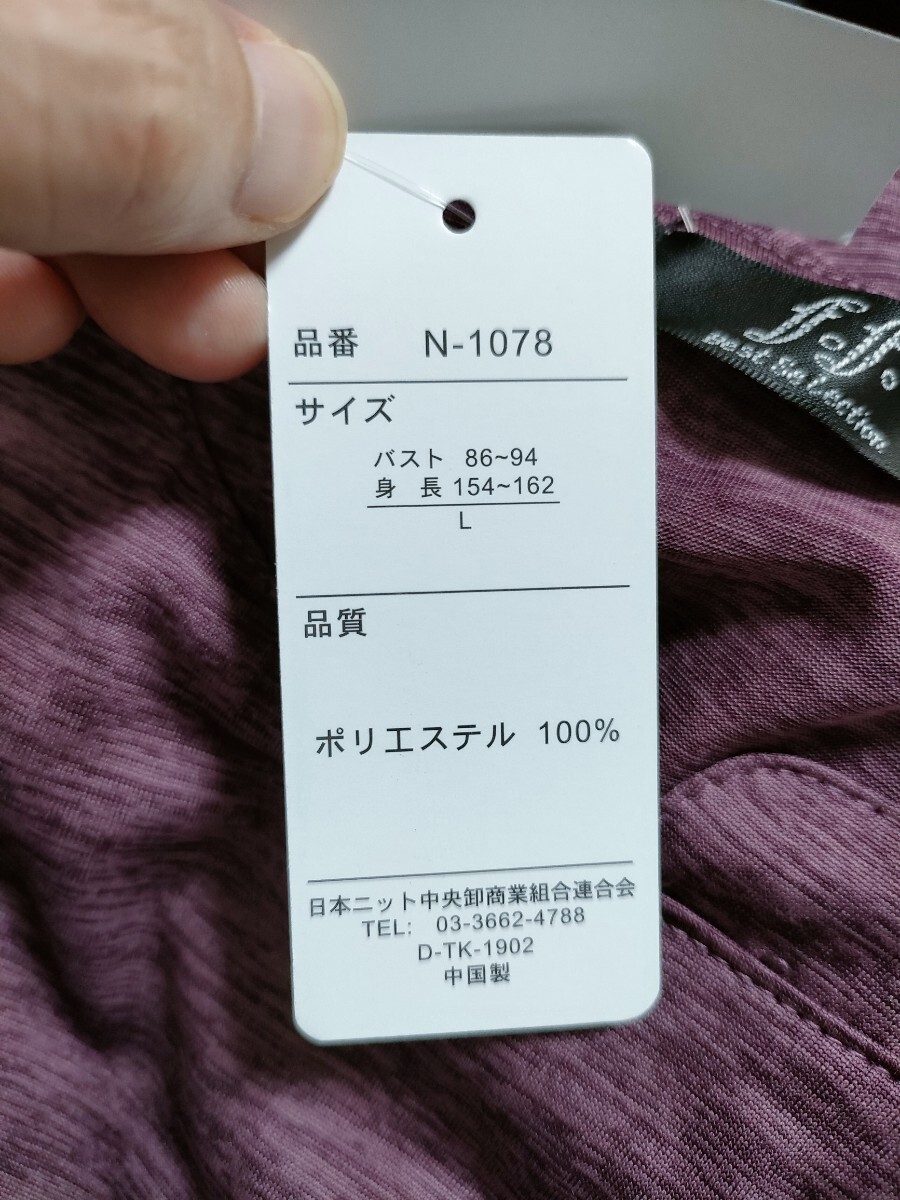 品番 N-1078
サイズ
バスト 86~94
身 長 154~162
L
品質
ポリエステル 100%
日本ニット中央卸商業組合連合会
TEL: 03-3662-4788
D-TK-1902
中国製